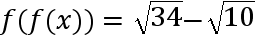 f(f(x)) = √34−√10